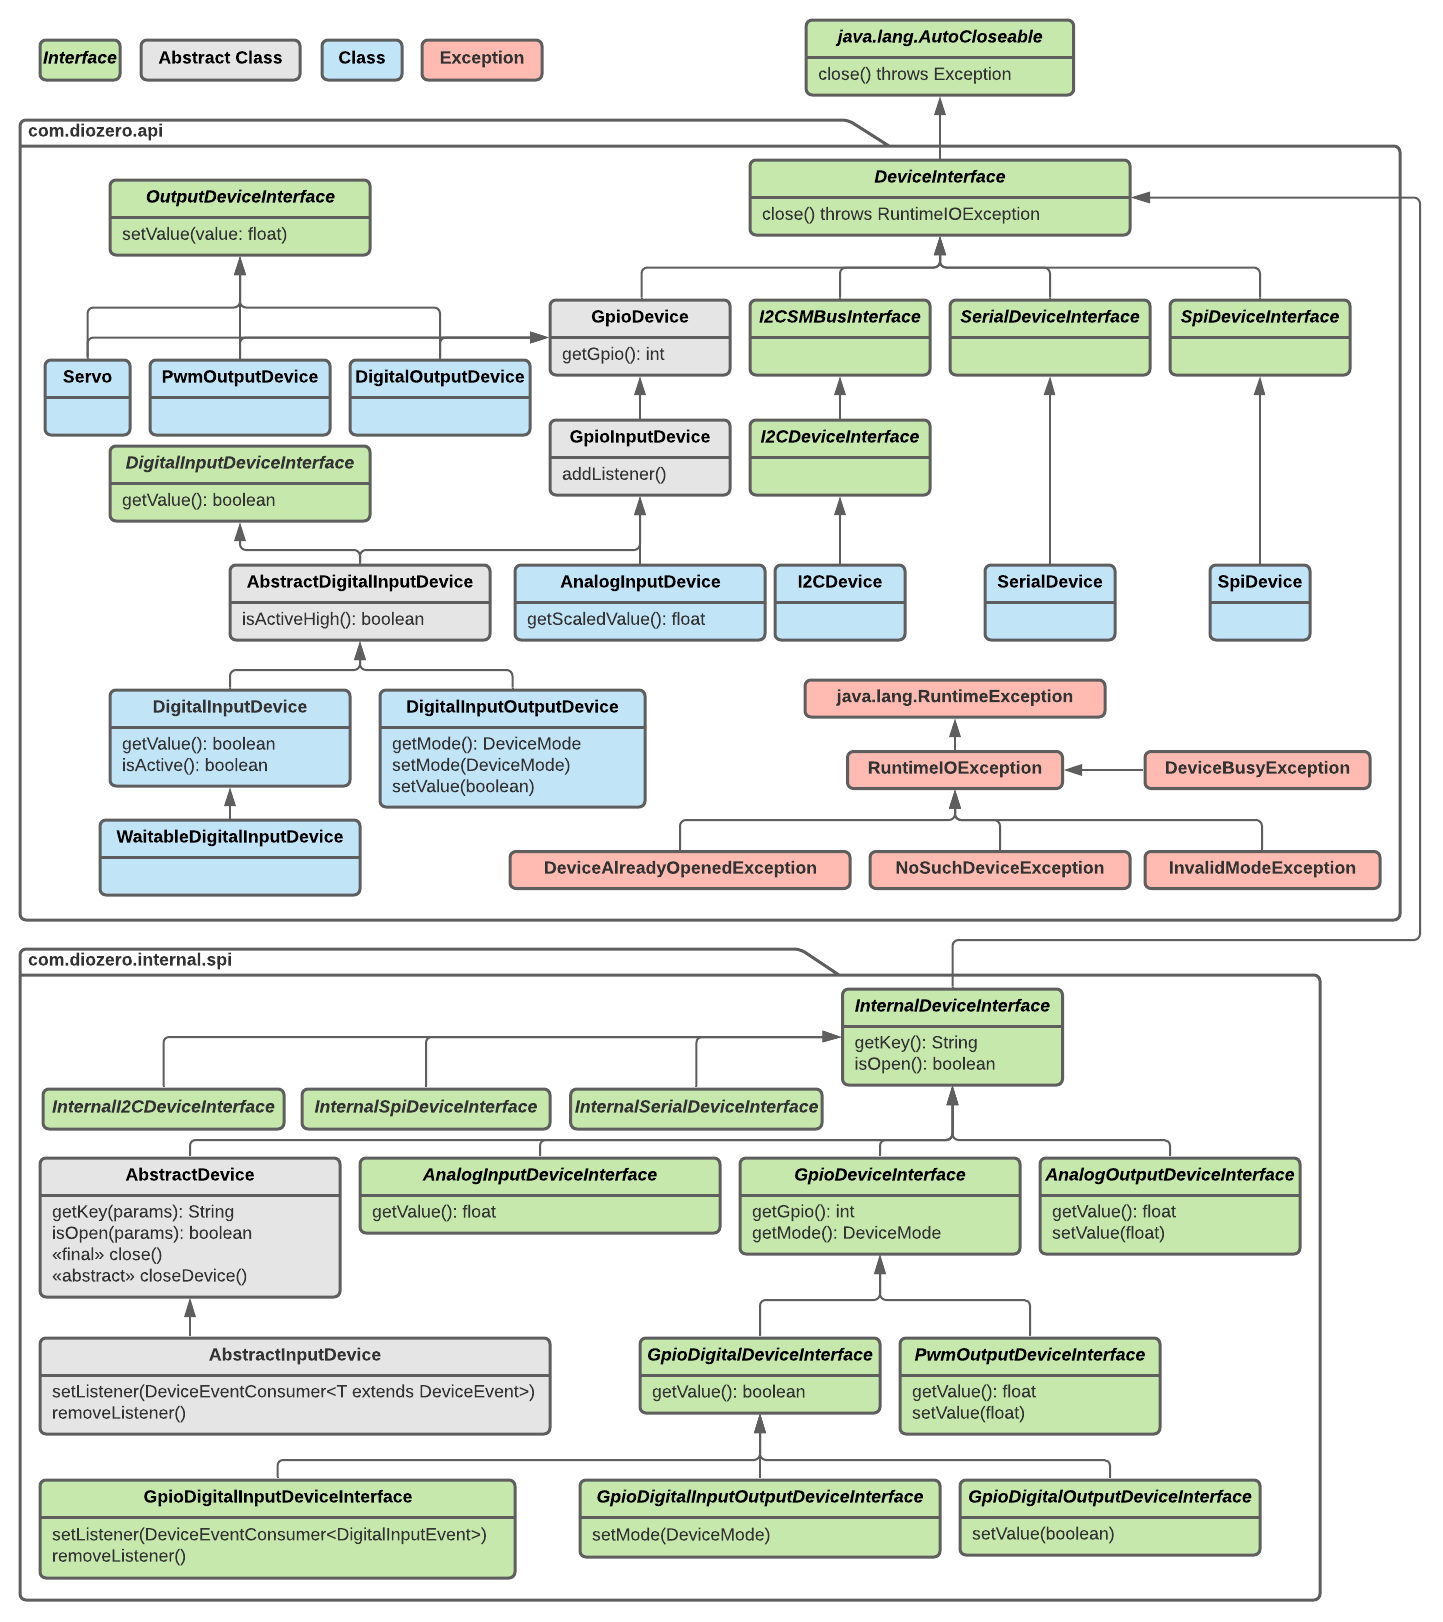 Interface
Abstract Class
Class
Exception
java.lang.AutoCloseable
close() throws Exception
com.diozero.api
OutputDeviceInterface
setValue(value: float)
DeviceInterface
close() throws RuntimeIOException
Servo
PwmOutputDevice
DigitalOutputDevice
GpioDevice
getGpio(): int
I2CSMBusInterface
SerialDeviceInterface
SpiDeviceInterface
DigitalInputDeviceInterface
getValue(): boolean
GpioInputDevice
addListener()
I2CDeviceInterface
AbstractDigitalInputDevice
isActiveHigh(): boolean
AnalogInputDevice
getScaledValue(): float
I2CDevice
SerialDevice
SpiDevice
DigitalInputDevice
getValue(): boolean
isActive(): boolean
DigitalInputOutputDevice
getMode(): DeviceMode
setMode(DeviceMode)
setValue(boolean)
WaitableDigitalInputDevice
java.lang.RuntimeException
RuntimeIOException
DeviceBusyException
DeviceAlreadyOpenedException
NoSuchDeviceException
InvalidModeException
com.diozero.internal.spi
InternalDeviceInterface
getKey(): String
isOpen(): boolean
InternalI2CDeviceInterface
InternalSpiDeviceInterface
InternalSerialDeviceInterface
AbstractDevice
getKey(params): String
isOpen(params): boolean
«final» close()
«abstract» closeDevice()
AnalogInputDeviceInterface
getValue(): float
GpioDeviceInterface
getGpio(): int
getMode(): DeviceMode
AnalogOutputDeviceInterface
getValue(): float
setValue(float)
AbstractInputDevice
setListener(DeviceEventConsumer<T extends DeviceEvent>)
removeListener()
GpioDigitalDeviceInterface
getValue(): boolean
PwmOutputDeviceInterface
getValue(): float
setValue(float)
GpioDigitalInputDeviceInterface
setListener(DeviceEventConsumer<DigitalInputEvent>)
removeListener()
GpioDigitalInputOutputDeviceInterface
setMode(DeviceMode)
GpioDigitalOutputDeviceInterface
setValue(boolean)